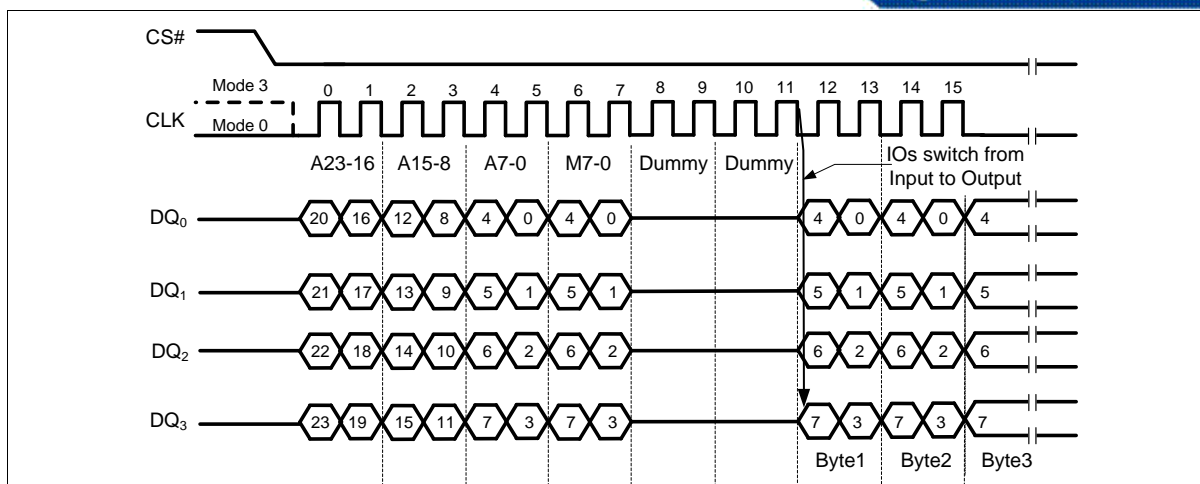 CS#
Mode 3
0 1 2 3 4 5 6 7 8 9 10 11 12 13 14 15
CLK
Mode 0
A23-16 A15-8 A7-0 M7-0 Dummy Dummy
IOs switch from
Input to Output
DQ0 20 16 12 8 4 0 4 0 4 0 4 0 4
DQ1 21 17 13 9 5 1 5 1 5 1 5 1 5
DQ2 22 18 14 10 6 2 6 2 6 2 6 2 6
DQ3 23 19 15 11 7 3 7 3 7 3 7 3 7
Byte1 Byte2 Byte3